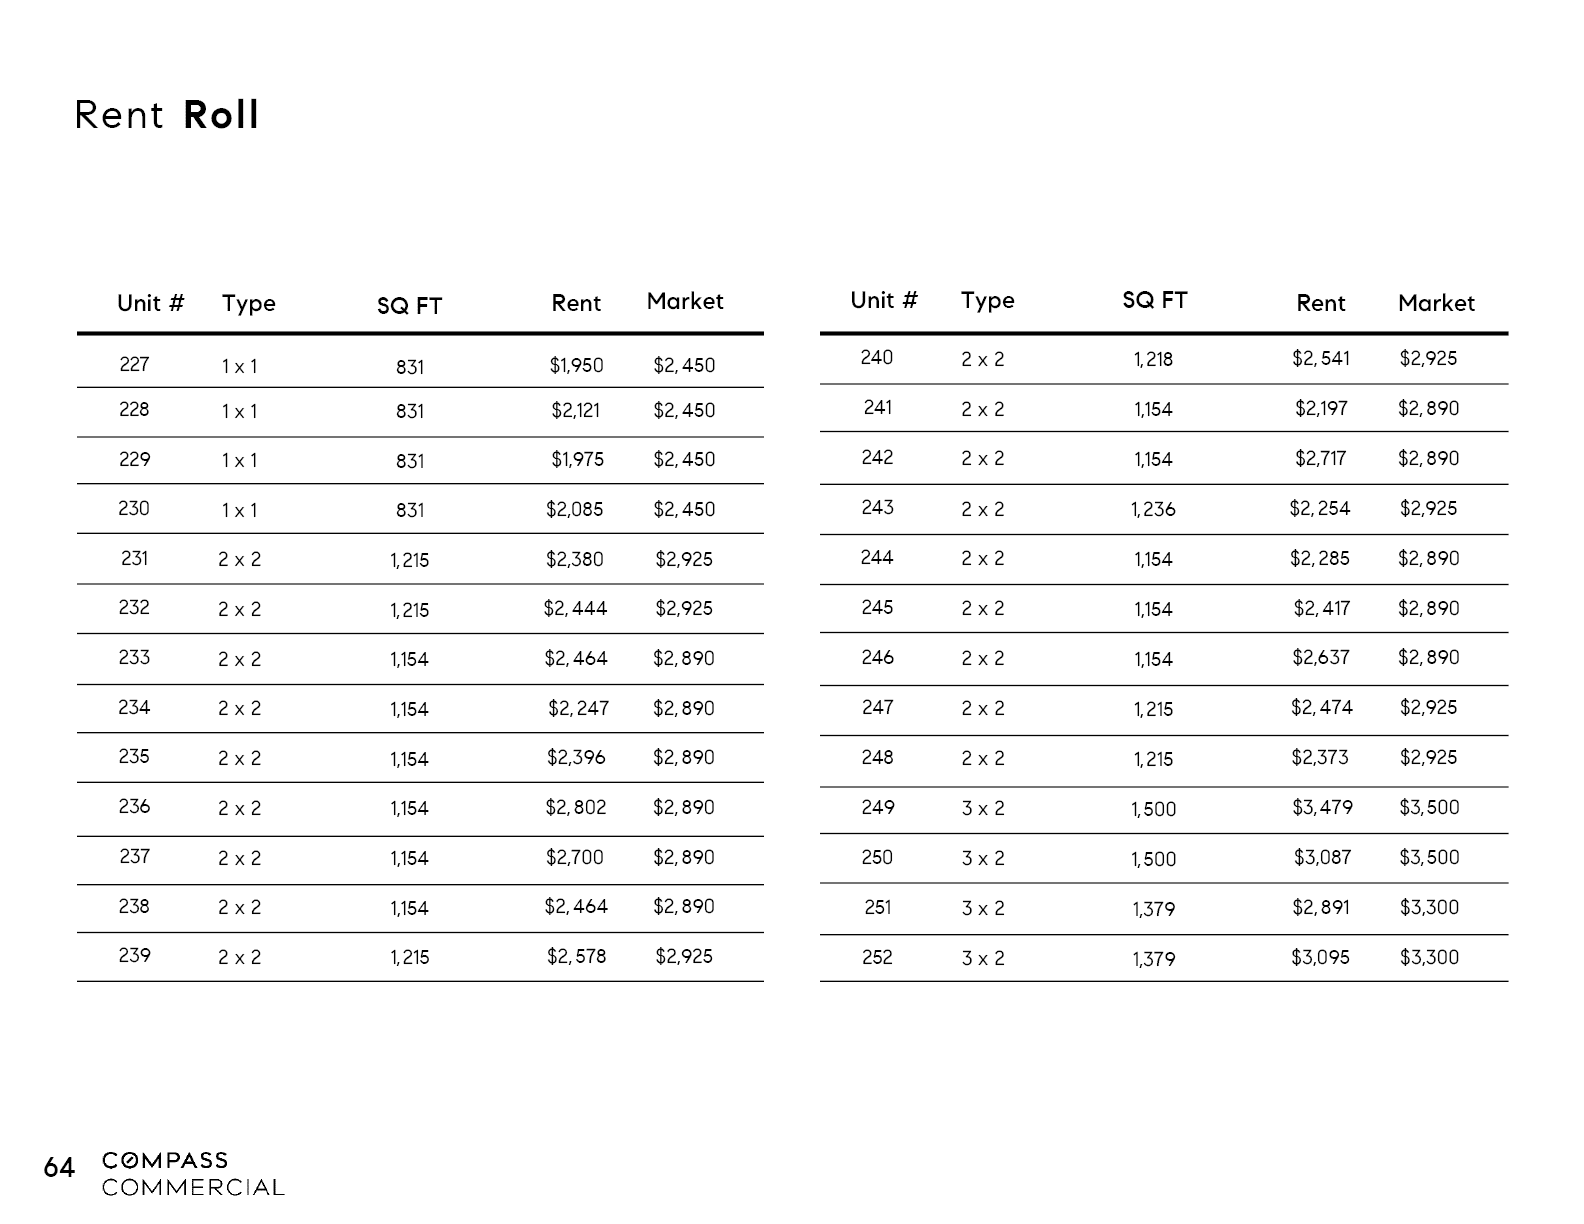 Rent Roll
Unit # Type SQ FT Rent Market
227 1 x 1 831 $1,950 $2,450
228 1 x 1 831 $2,121 $2,450
229 1 x 1 831 $1,975 $2,450
230 1 x 1 831 $2,085 $2,450
231 2 x 2 1,215 $2,380 $2,925
232 2 x 2 1,215 $2,444 $2,925
233 2 x 2 1,154 $2,464 $2,890
234 2 x 2 1,154 $2,247 $2,890
235 2 x 2 1,154 $2,396 $2,890
236 2 x 2 1,154 $2,802 $2,890
237 2 x 2 1,154 $2,700 $2,890
238 2 x 2 1,154 $2,464 $2,890
239 2 x 2 1,215 $2,578 $2,925
Unit # Type SQ FT Rent Market
240 2 x 2 1,218 $2,541 $2,925
241 2 x 2 1,154 $2,197 $2,890
242 2 x 2 1,154 $2,717 $2,890
243 2 x 2 1,236 $2,254 $2,925
244 2 x 2 1,154 $2,285 $2,890
245 2 x 2 1,154 $2,417 $2,890
246 2 x 2 1,154 $2,637 $2,890
247 2 x 2 1,215 $2,474 $2,925
248 2 x 2 1,215 $2,373 $2,925
249 3 x 2 1,500 $3,479 $3,500
250 3 x 2 1,500 $3,087 $3,500
251 3 x 2 1,379 $2,891 $3,300
252 3 x 2 1,379 $3,095 $3,300
64 COMPASS
COMMERCIAL